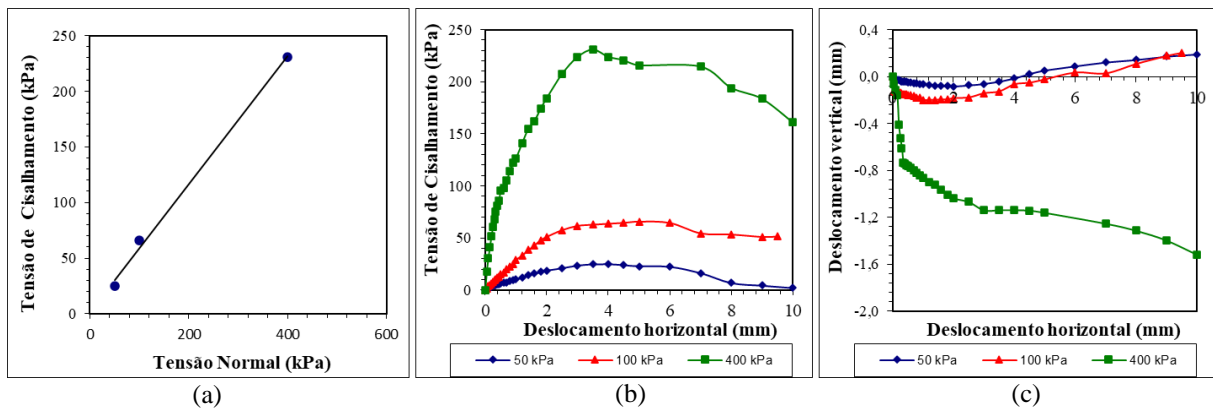 250
200
150
100
50
0
Tensão de Cisalhamento (kPa)
0 200 400 600
Tensão Normal (kPa)
(a)
250
200
150
100
50
0
Tensão de Cisalhamento (kPa)
0 2 4 6 8 10
Deslocamento horizontal (mm)
50 kPa 100 kPa 400 kPa
(b)
0,4
0,0
-0,4
-0,8
-1,2
-1,6
-2,0
Deslocamento vertical (mm)
0 2 4 6 8 10
Deslocamento horizontal (mm)
50 kPa 100 kPa 400 kPa
(c)